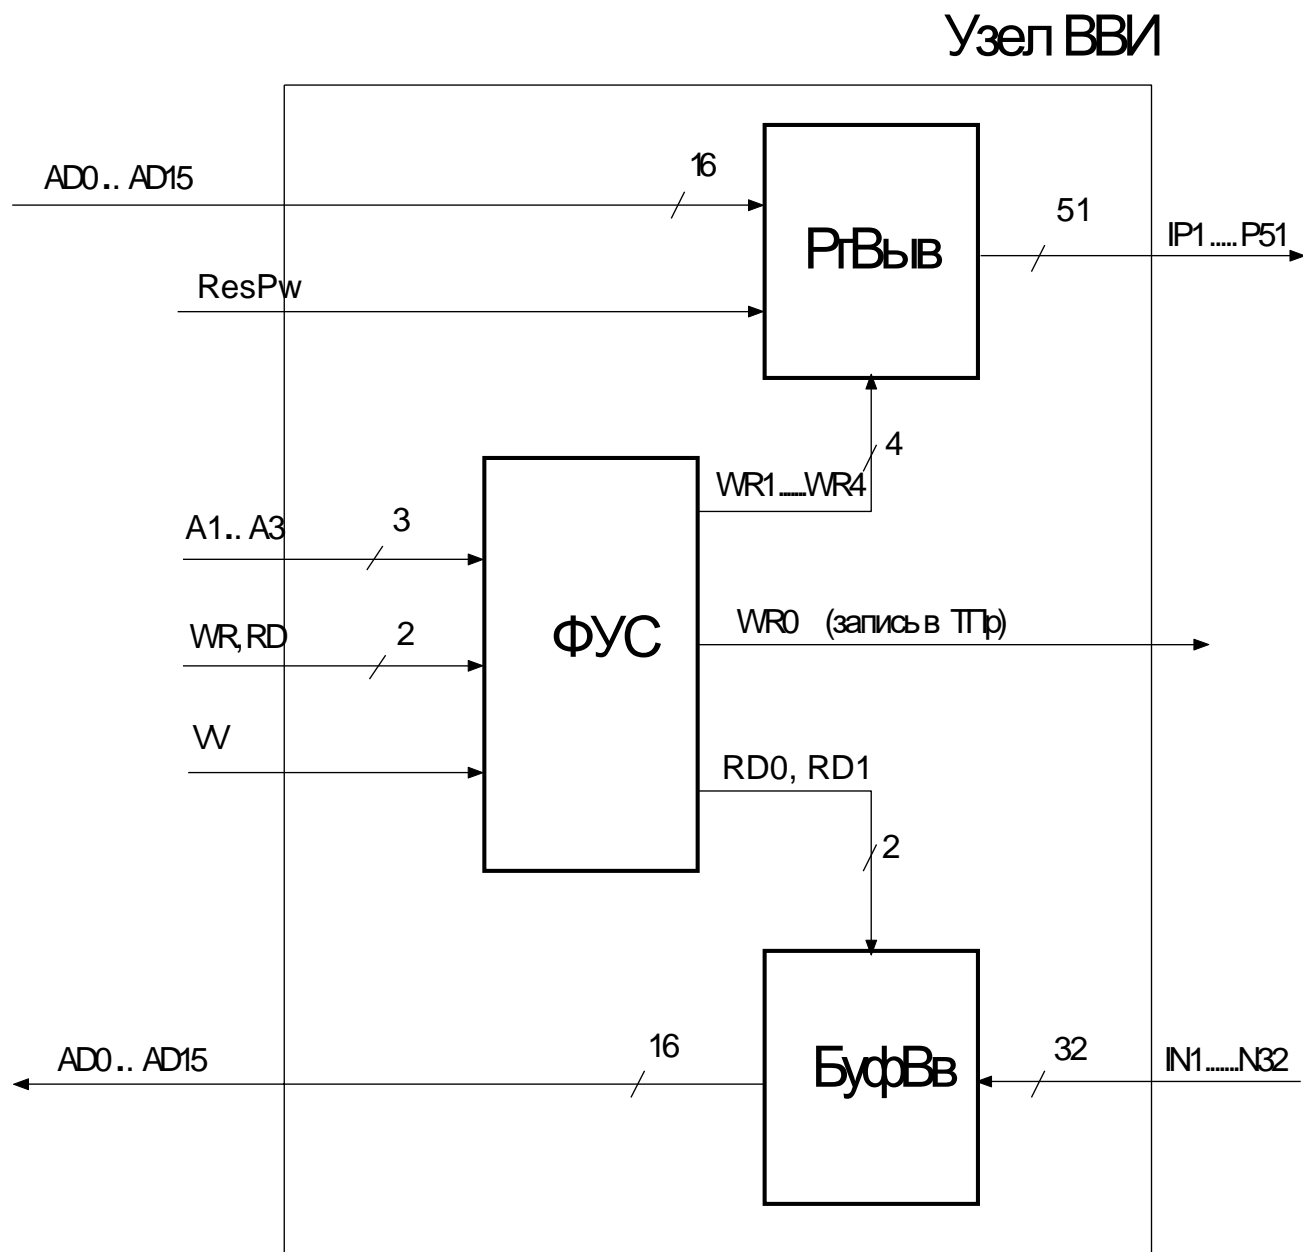 Узел ВВИ
AD0.. AD15
16
РгВыв
51
IP1.....P51
ResPw
4
WR1.......WR4
A1.. A3
3
ФУС
WR0 (запись в ТПр)
WR, RD
2
VV
RD0, RD1
2
AD0.. AD15
16
БуфВв
32
IN1.......N32